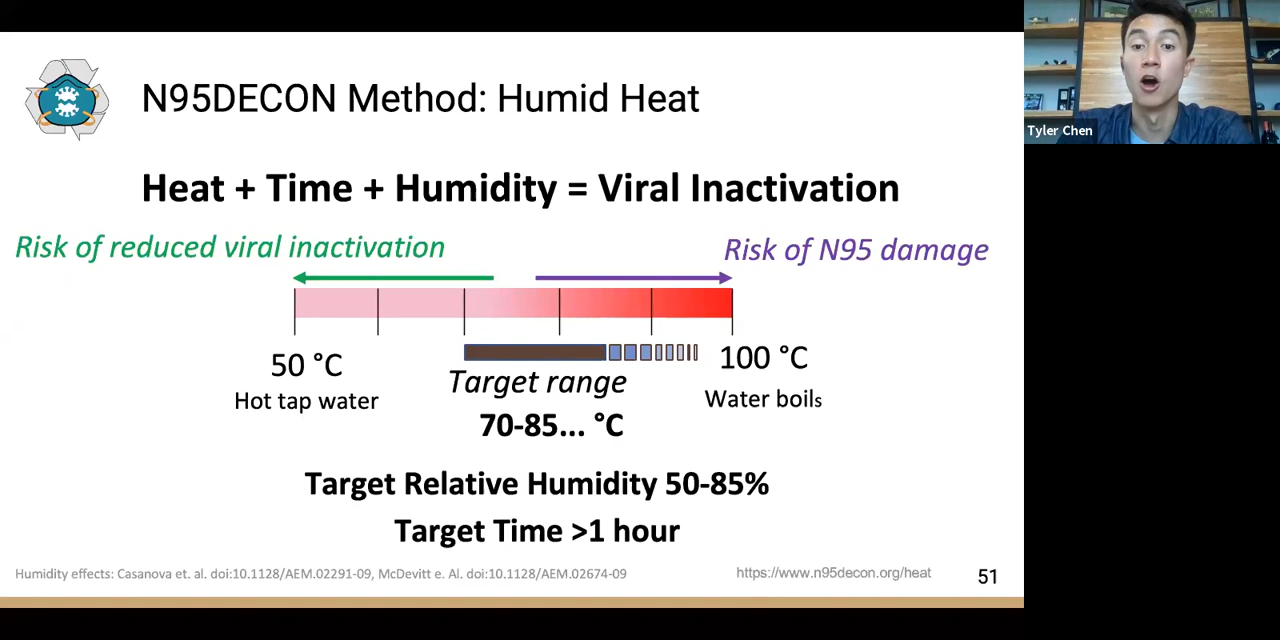 N95DECON Method: Humid Heat
Tyler Chen
Heat + Time + Humidity = Viral Inactivation
Risk of reduced viral inactivation
Risk of N95 damage
50 °C
Hot tap water
Target range
70-85... °C
100 °C
Water boils
Target Relative Humidity 50-85%
Target Time >1 hour
Humidity effects: Casanova et. al. doi:10.1128/AEM.02291-09, McDevitt e. Al. doi:10.1128/AEM.02674-09
https://www.n95decon.org/heat
51